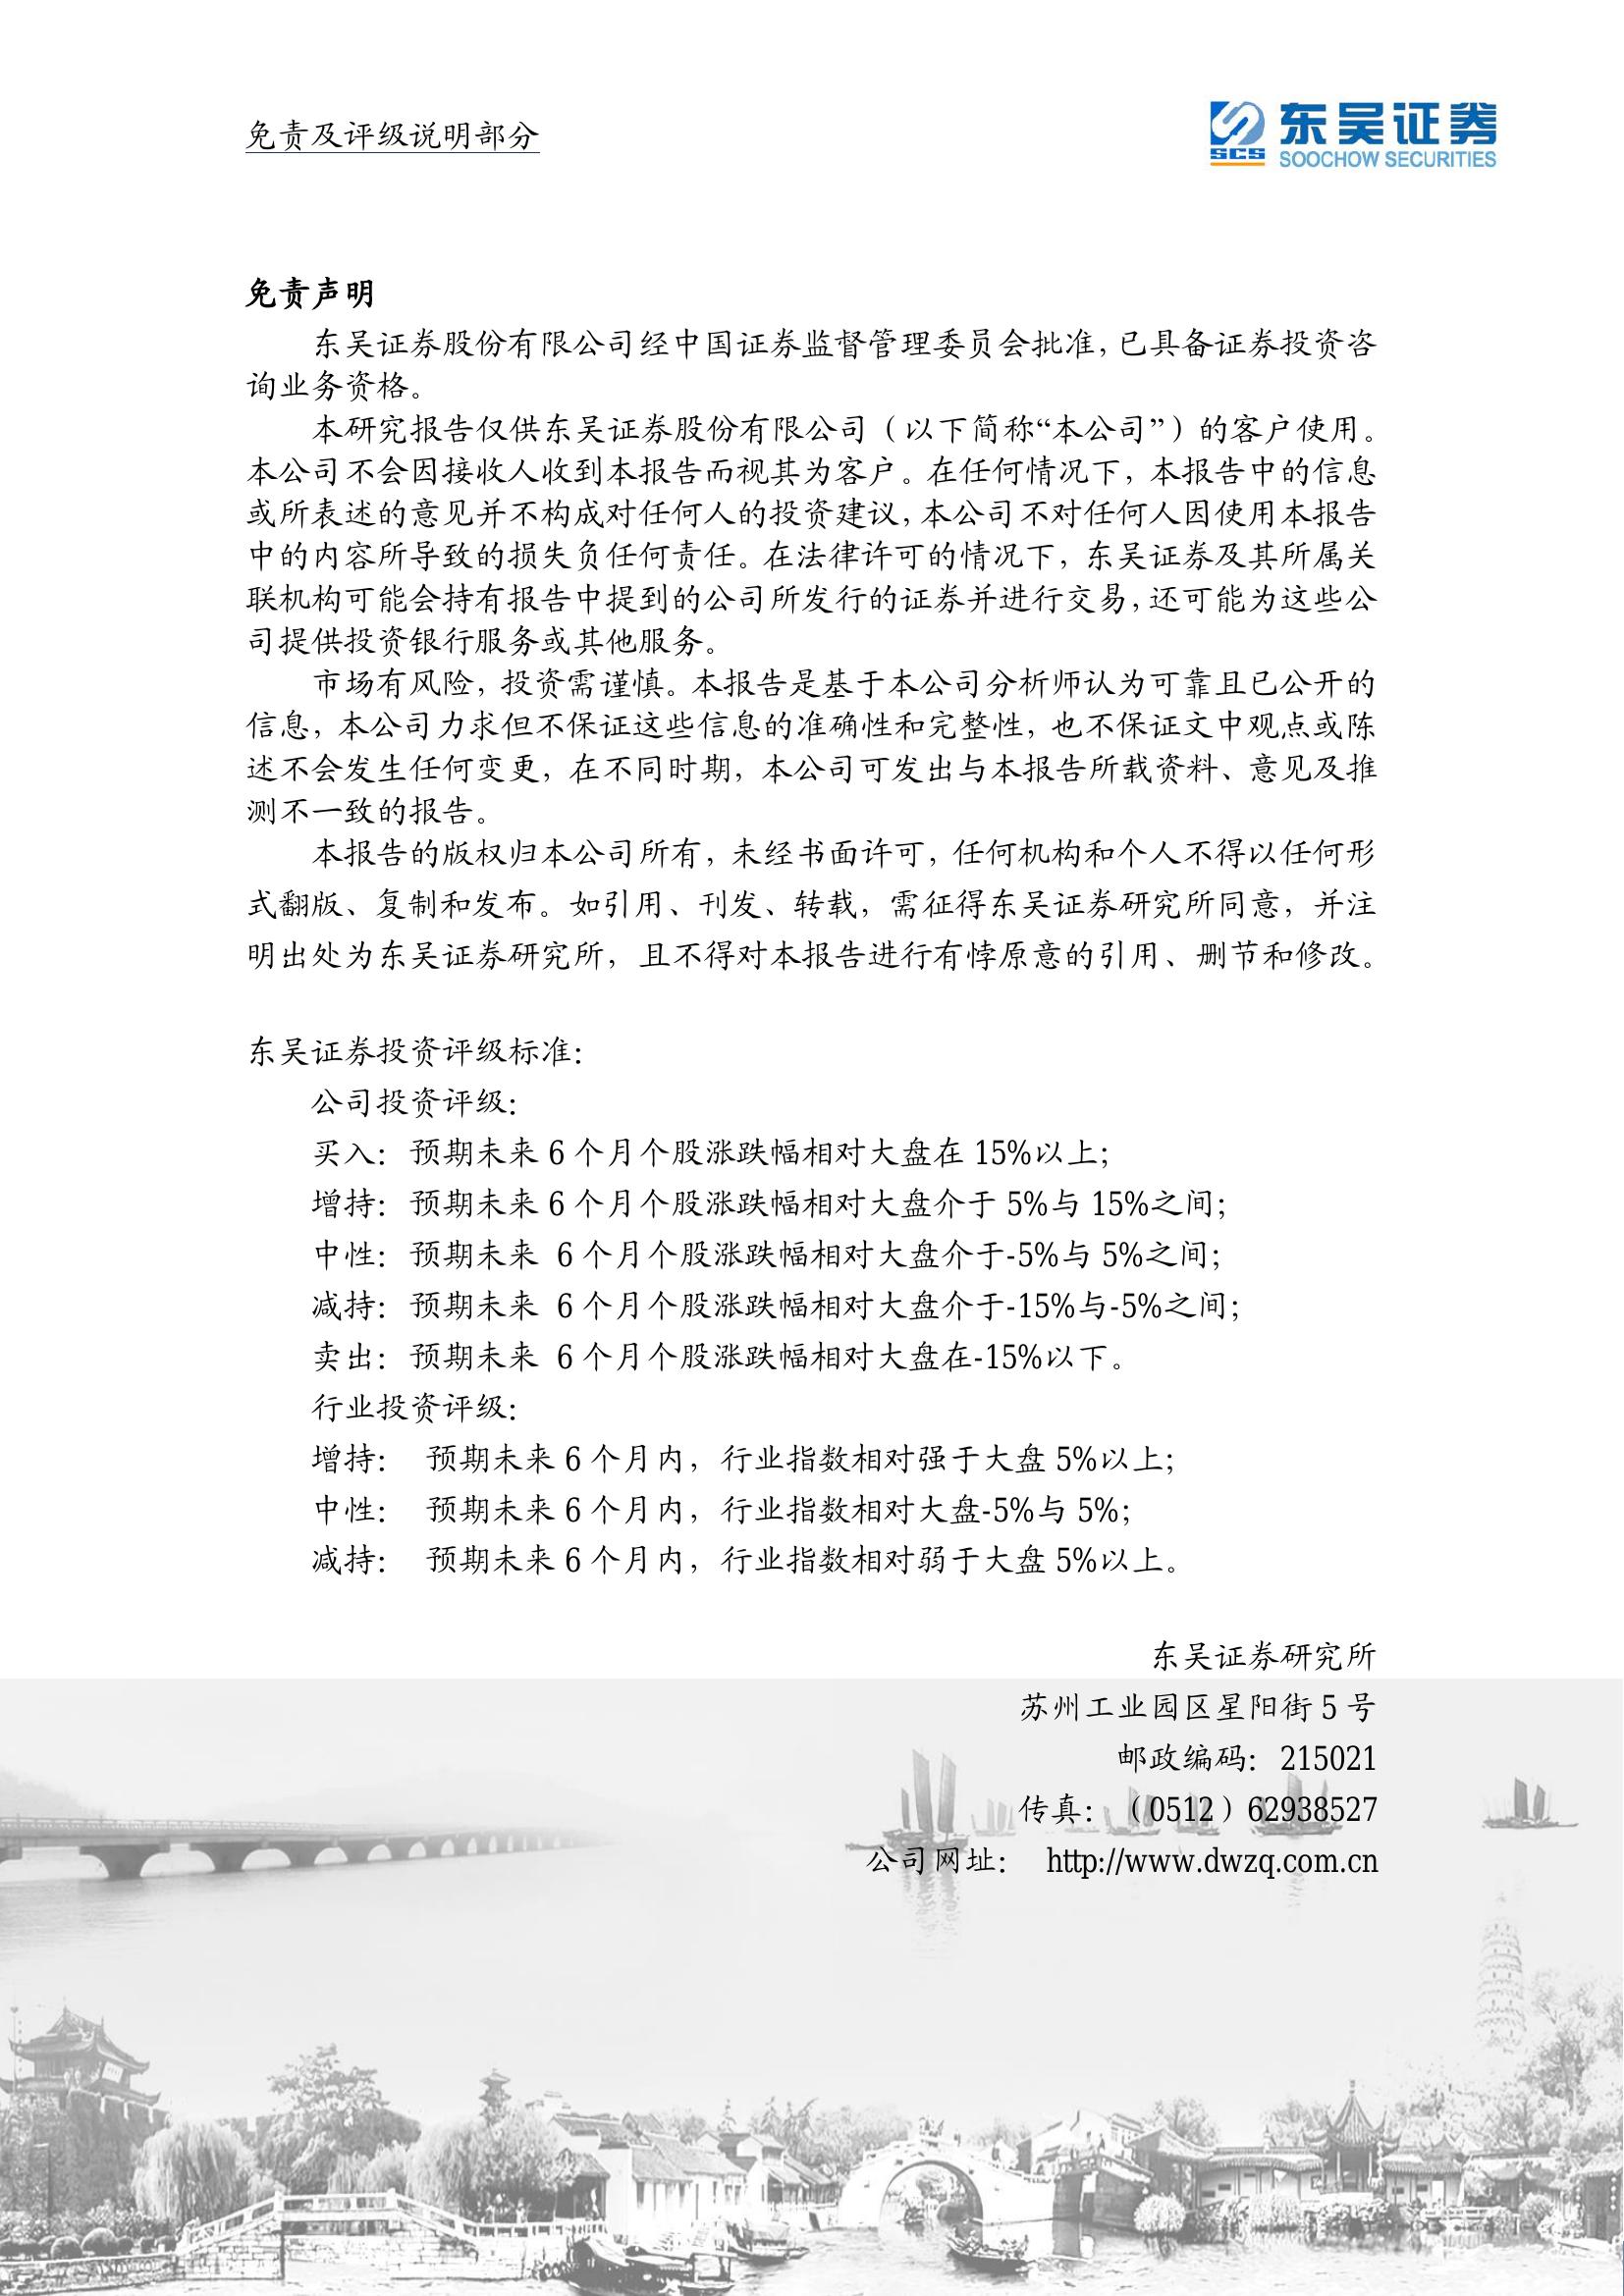 免责及评级说明部分
东吴证券
SCS
SOOCHOW SECURITIES
免责声明
东吴证券股份有限公司经中国证券监督管理委员会批准，已具备证券投资咨
询业务资格。
本研究报告仅供东吴证券股份有限公司（以下简称“本公司”）的客户使用。
本公司不会因接收人收到本报告而视其为客户。在任何情况下，本报告中的信息
或所表述的意见并不构成对任何人的投资建议，本公司不对任何人因使用本报告
中的内容所导致的损失负任何责任。在法律许可的情况下，东吴证券及其所属关
联机构可能会持有报告中提到的公司所发行的证券并进行交易，还可能为这些公
司提供投资银行服务或其他服务。
市场有风险，投资需谨慎。本报告是基于本公司分析师认为可靠且已公开的
信息，本公司力求但不保证这些信息的准确性和完整性，也不保证文中观点或陈
述不会发生任何变更，在不同时期，本公司可发出与本报告所载资料、意见及推
测不一致的报告。
本报告的版权归本公司所有，未经书面许可，任何机构和个人不得以任何形
式翻版、复制和发布。如引用、刊发、转载，需征得东吴证券研究所同意，并注
明出处为东吴证券研究所，且不得对本报告进行有悖原意的引用、删节和修改。
东吴证券投资评级标准：
公司投资评级：
买入：预期未来 6 个月个股涨跌幅相对大盘在 15%以上；
增持：预期未来 6 个月个股涨跌幅相对大盘介于 5%与 15%之间；
中性：预期未来 6 个月个股涨跌幅相对大盘介于-5%与 5%之间；
减持：预期未来 6 个月个股涨跌幅相对大盘介于-15%与-5%之间；
卖出：预期未来 6 个月个股涨跌幅相对大盘在-15%以下。
行业投资评级：
增持： 预期未来 6 个月内，行业指数相对强于大盘 5%以上；
中性： 预期未来 6 个月内，行业指数相对大盘-5%与 5%；
减持： 预期未来 6 个月内，行业指数相对弱于大盘 5%以上。
东吴证券研究所
苏州工业园区星阳街 5 号
邮政编码：215021
传真：（0512）62938527
公司网址： http://www.dwzq.com.cn